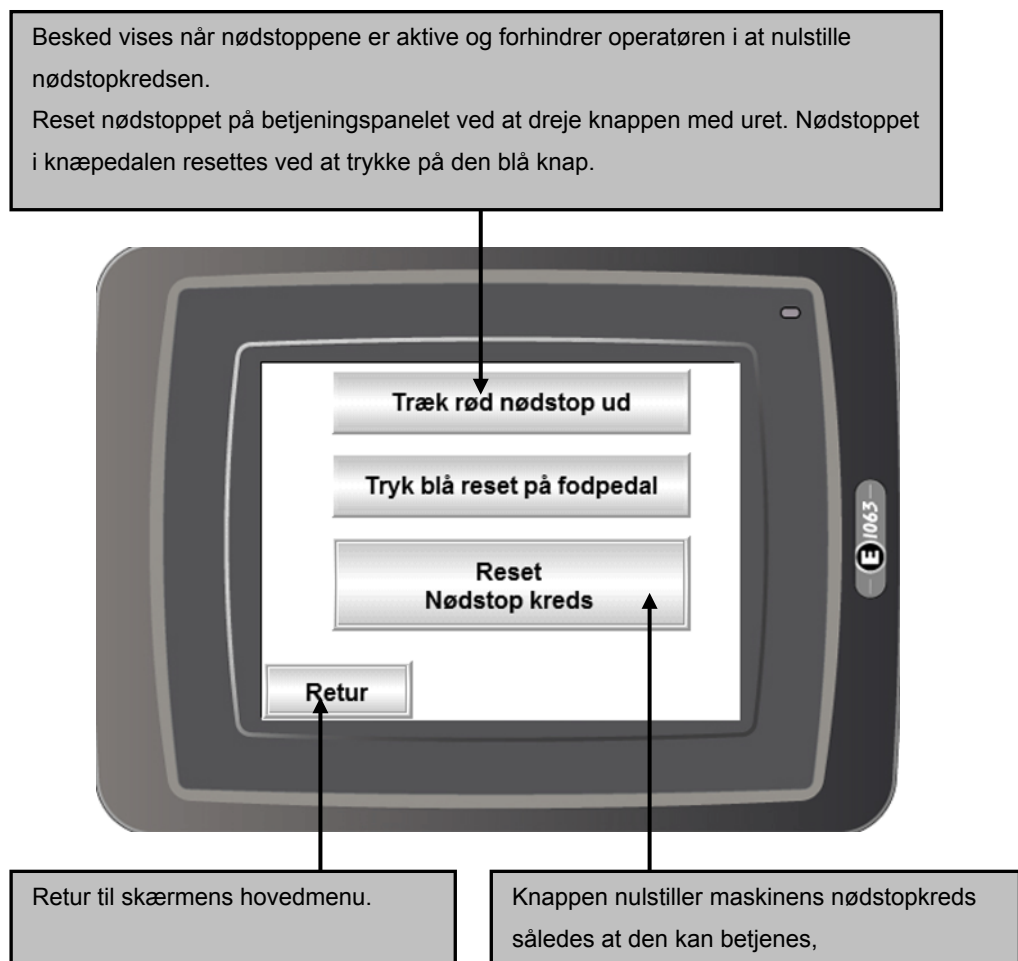 Besked vises når nødstoppene er aktive og forhindrer operatøren i at nulstille
nødstopkredsen.
Reset nødstoppet på betjeningspanelet ved at dreje knappen med uret. Nødstoppet
i knæpedalen resettes ved at trykke på den blå knap.
Træk rød nødstop ud
Tryk blå reset på fodpedal
Reset
Nødstop kreds
Retur
E 1063
Retur til skærmens hovedmenu.
Knappen nulstiller maskinens nødstopkreds
således at den kan betjenes,